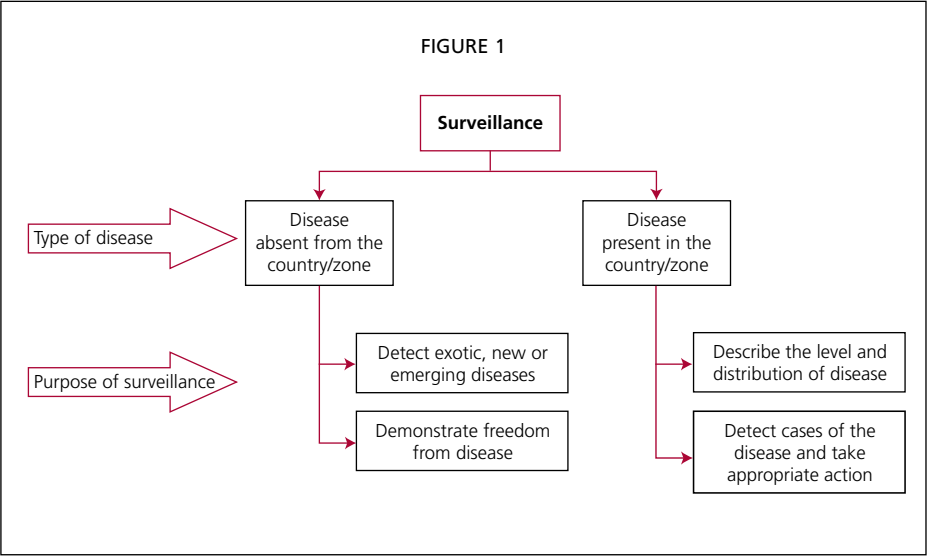 FIGURE 1
Surveillance
Type of disease
Disease
absent from the
country/zone
Disease
present in the
country/zone
Purpose of surveillance
Detect exotic, new or
emerging diseases
Demonstrate freedom
from disease
Describe the level and
distribution of disease
Detect cases of the
disease and take
appropriate action